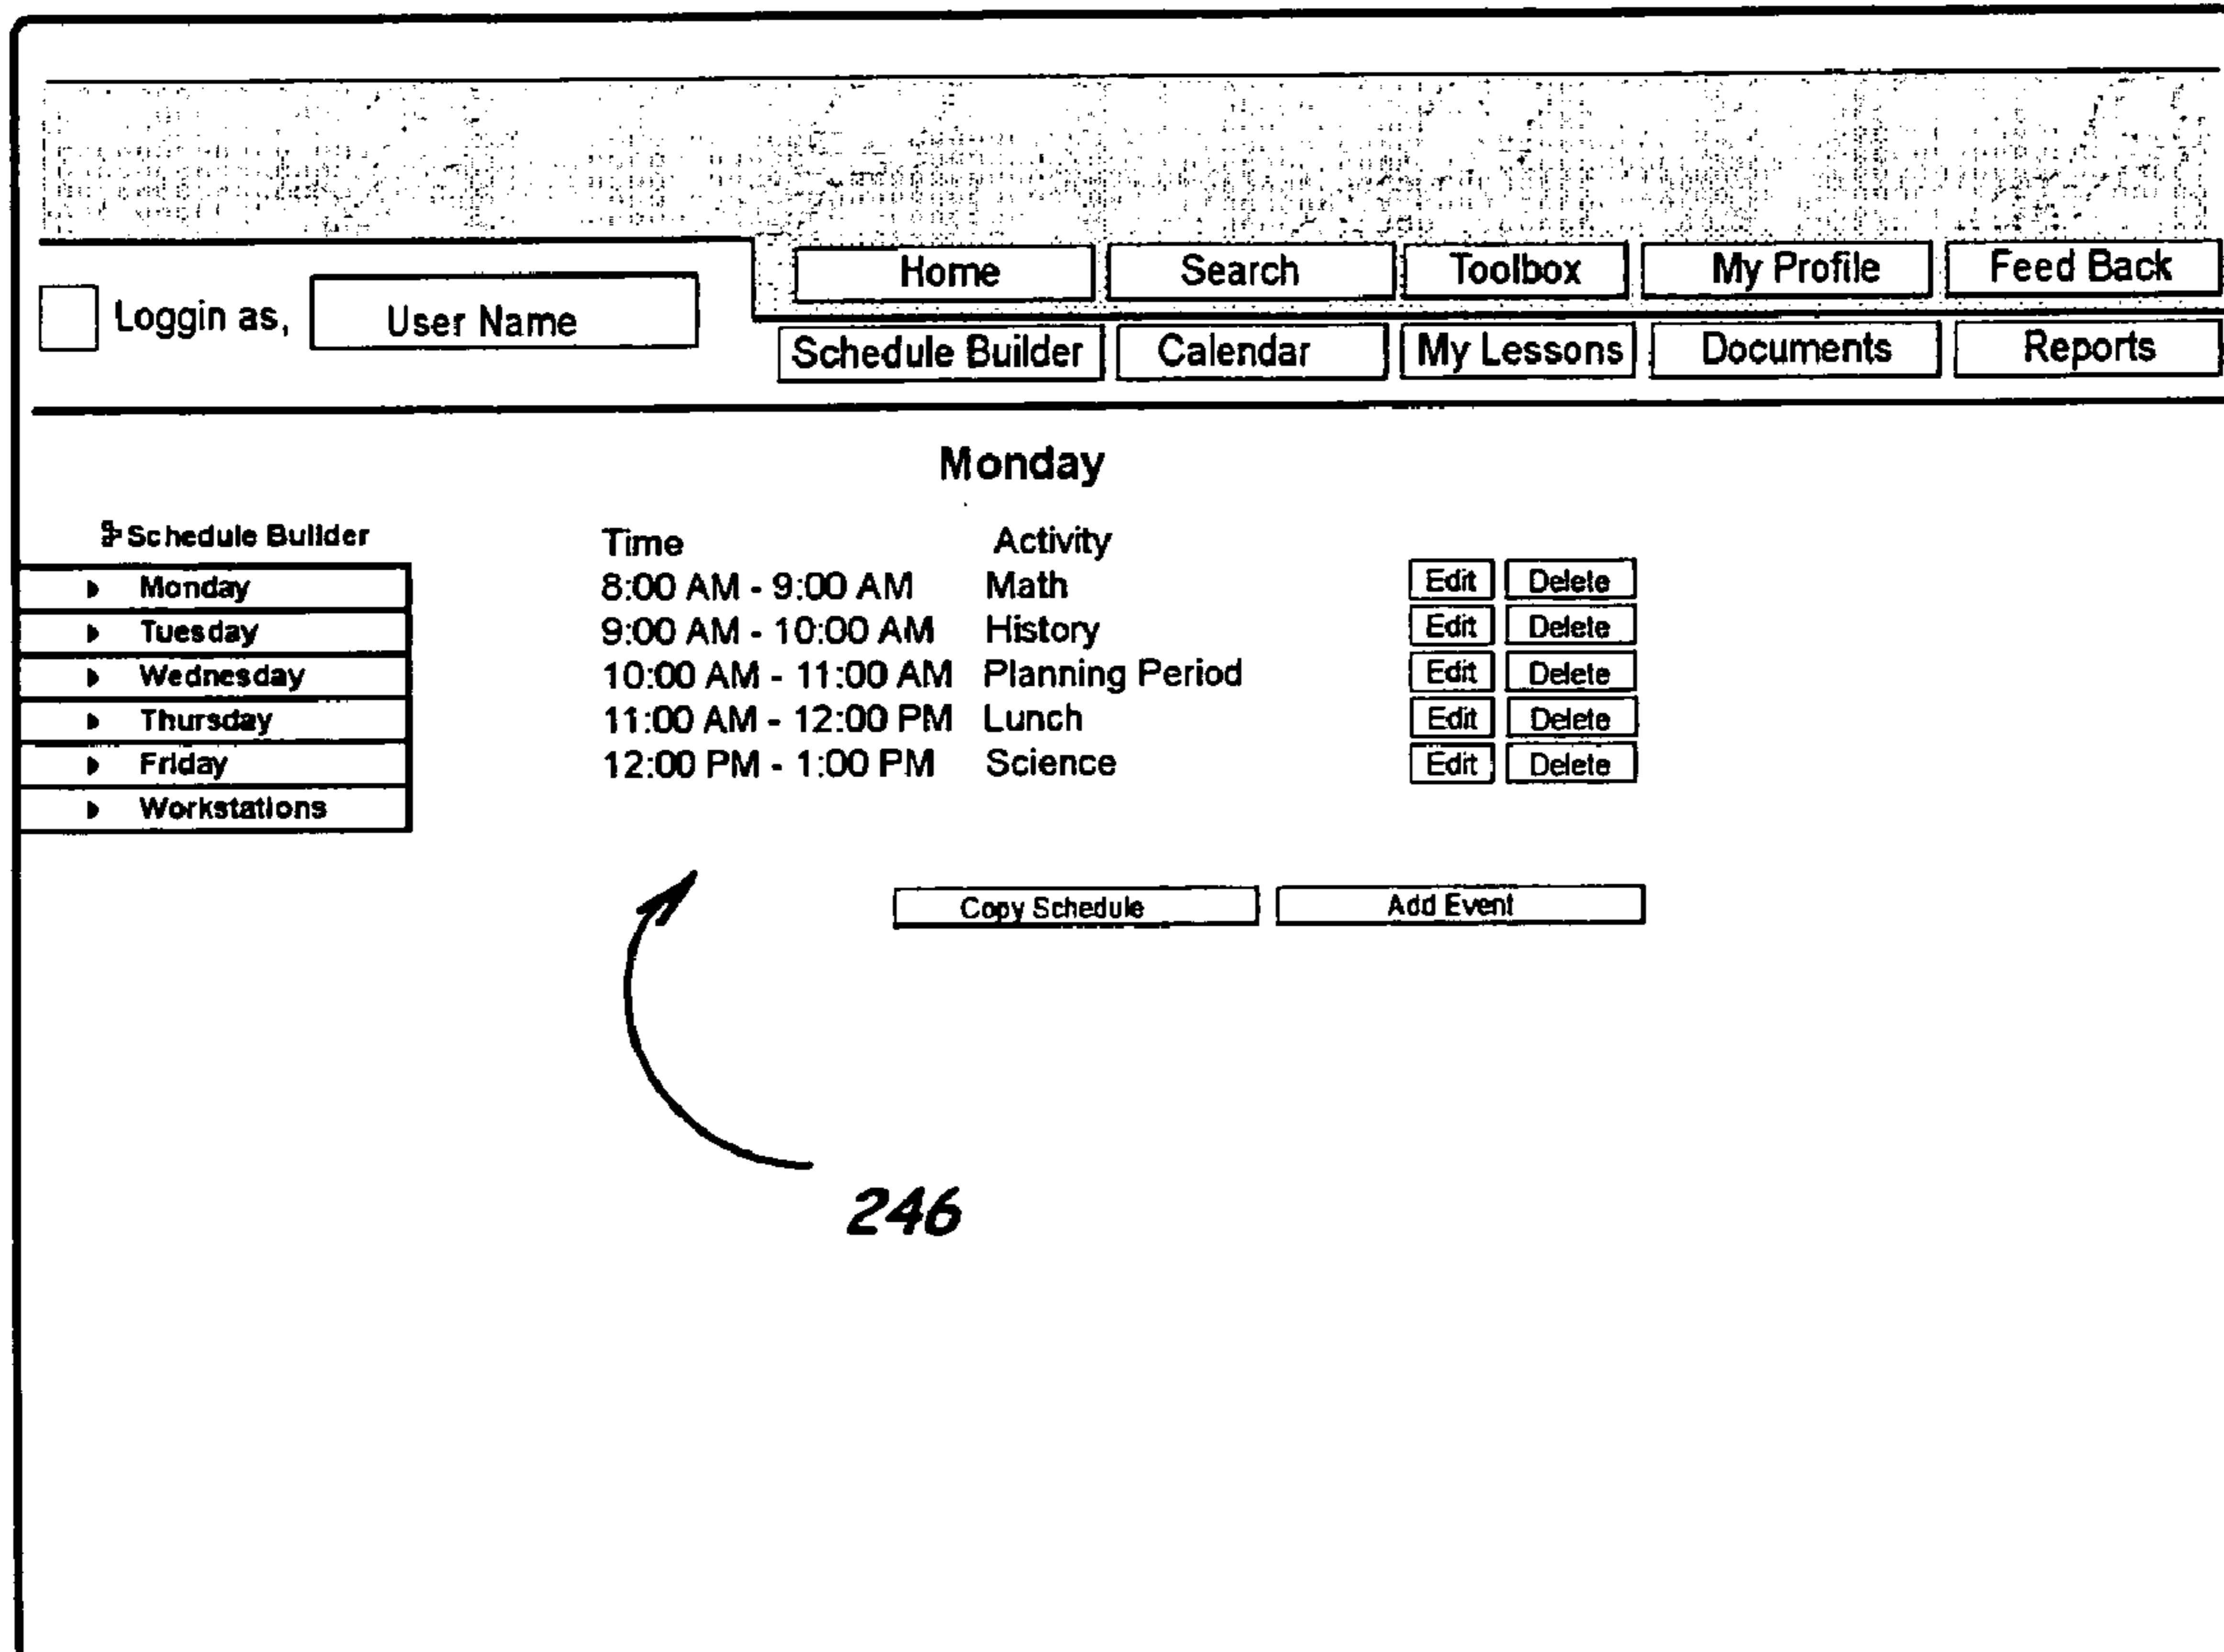 Home Search Toolbox My Profile Feed Back
Loggin as, User Name
Schedule Builder Calendar My Lessons Documents Reports
Monday
Schedule Builder
Monday
Tuesday
Wednesday
Thursday
Friday
Workstations
Time Activity
8:00 AM - 9:00 AM Math Edit Delete
9:00 AM - 10:00 AM History Edit Delete
10:00 AM - 11:00 AM Planning Period Edit Delete
11:00 AM - 12:00 PM Lunch Edit Delete
12:00 PM - 1:00 PM Science Edit Delete
Copy Schedule Add Event
246